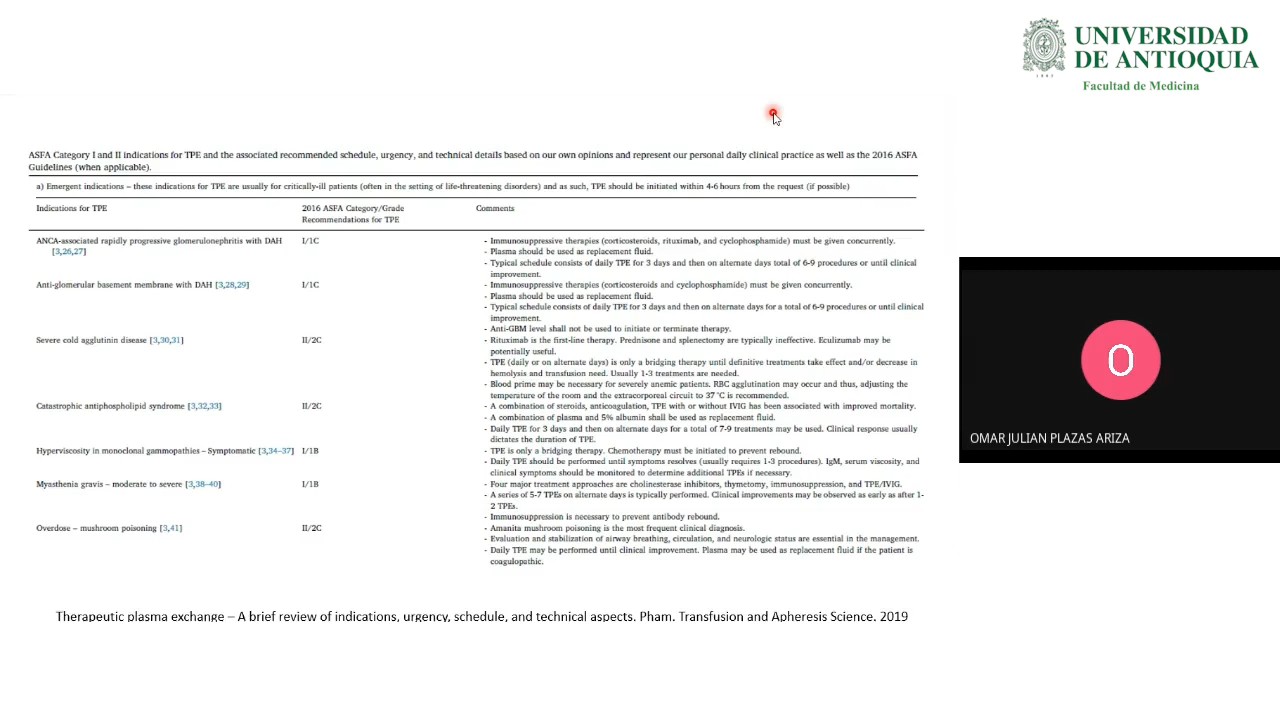 UNIVERSIDAD
DE ANTIOQUIA
1803
Facultad de Medicina
ASFA Category I and II indications for TPE and the associated recommended schedule, urgency, and technical details based on our own opinions and represent our personal daily clinical practice as well as the 2016 ASFA
Guidelines (when applicable).
a) Emergent indications – these indications for TPE are usually for critically-ill patients (often in the setting of life-threatening disorders) and as such, TPE should be initiated within 4-6 hours from the request (if possible)
Indications for TPE 2016 ASFA Category/Grade Comments
Recommendations for TPE
ANCA-associated rapidly progressive glomerulonephritis with DAH I/1C - Immunosuppressive therapies (corticosteroids, rituximab, and cyclophosphamide) must be given concurrently.
[3,26,27] - Plasma should be used as replacement fluid.
- Typical schedule consists of daily TPE for 3 days and then on alternate days total of 6-9 procedures or until clinical
improvement.
Anti-glomerular basement membrane with DAH [3,28,29] I/1C - Immunosuppressive therapies (corticosteroids and cyclophosphamide) must be given concurrently.
- Plasma should be used as replacement fluid.
- Typical schedule consists of daily TPE for 3 days and then on alternate days for a total of 6-9 procedures or until clinical
improvement.
- Anti-GBM level shall not be used to initiate or terminate therapy.
Severe cold agglutinin disease [3,30,31] II/2C - Rituximab is the first-line therapy. Prednisone and splenectomy are typically ineffective. Eculizumab may be
potentially useful.
- TPE (daily or on alternate days) is only a bridging therapy until definitive treatments take effect and/or decrease in
hemolysis and transfusion need. Usually 1-3 treatments are needed.
- Blood prime may be necessary for severely anemic patients. RBC agglutination may occur and thus, adjusting the
temperature of the room and the extracorporeal circuit to 37 °C is recommended.
Catastrophic antiphospholipid syndrome [3,32,33] II/2C - A combination of steroids, anticoagulation, TPE with or without IVIG has been associated with improved mortality.
- A combination of plasma and 5% albumin shall be used as replacement fluid.
- Daily TPE for 3 days and then on alternate days for a total of 7-9 treatments may be used. Clinical response usually
dictates the duration of TPE.
Hyperviscosity in monoclonal gammopathies – Symptomatic [3,34–37] I/1B - TPE is only a bridging therapy. Chemotherapy must be initiated to prevent rebound.
- Daily TPE should be performed until symptoms resolves (usually requires 1-3 procedures). IgM, serum viscosity, and
clinical symptoms should be monitored to determine additional TPEs if necessary.
Myasthenia gravis – moderate to severe [3,38–40] I/1B - Four major treatment approaches are cholinesterase inhibitors, thymetomy, immunosuppression, and TPE/IVIG.
- A series of 5-7 TPEs on alternate days is typically performed. Clinical improvements may be observed as early as after 1-
2 TPEs.
- Immunosuppression is necessary to prevent antibody rebound.
Overdose – mushroom poisoning [3,41] II/2C - Amanita mushroom poisoning is the most frequent clinical diagnosis.
- Evaluation and stabilization of airway breathing, circulation, and neurologic status are essential in the management.
- Daily TPE may be performed until clinical improvement. Plasma may be used as replacement fluid if the patient is
coagulopathic.
O
OMAR JULIAN PLAZAS ARIZA
Therapeutic plasma exchange – A brief review of indications, urgency, schedule, and technical aspects. Pham. Transfusion and Apheresis Science. 2019